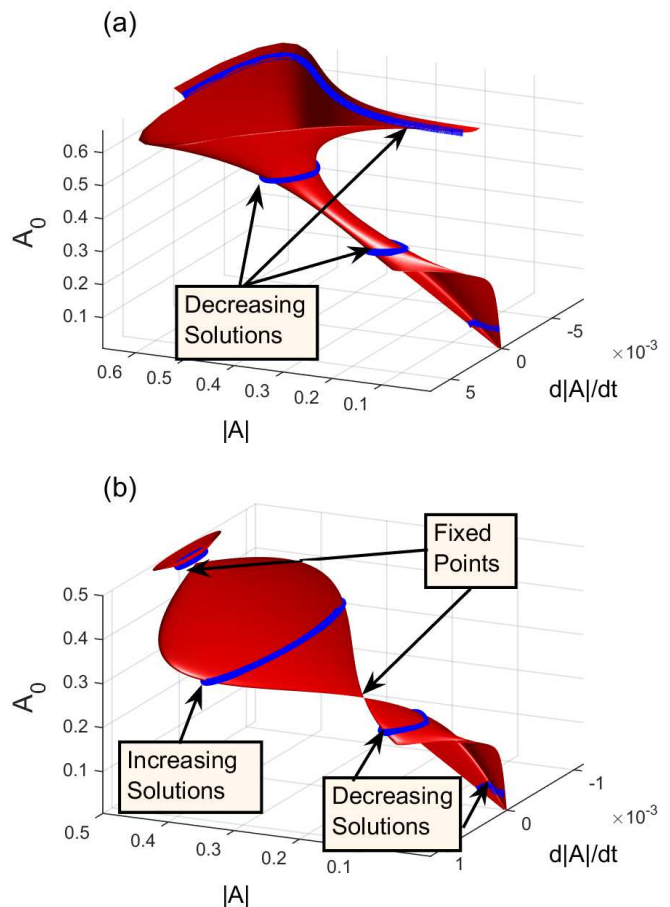 (a)
0.6
0.5
0.4
0.3
0.2
0.1
A0
Decreasing
Solutions
0.6
0.5
0.4
0.3
0.2
0.1
|A|
5
0
-5
×10-3
d|A|/dt
(b)
Fixed
Points
0.5
0.4
0.3
0.2
0.1
A0
Increasing
Solutions
Decreasing
Solutions
0.5
0.4
0.3
0.2
0.1
|A|
1
0
-1
×10-3
d|A|/dt